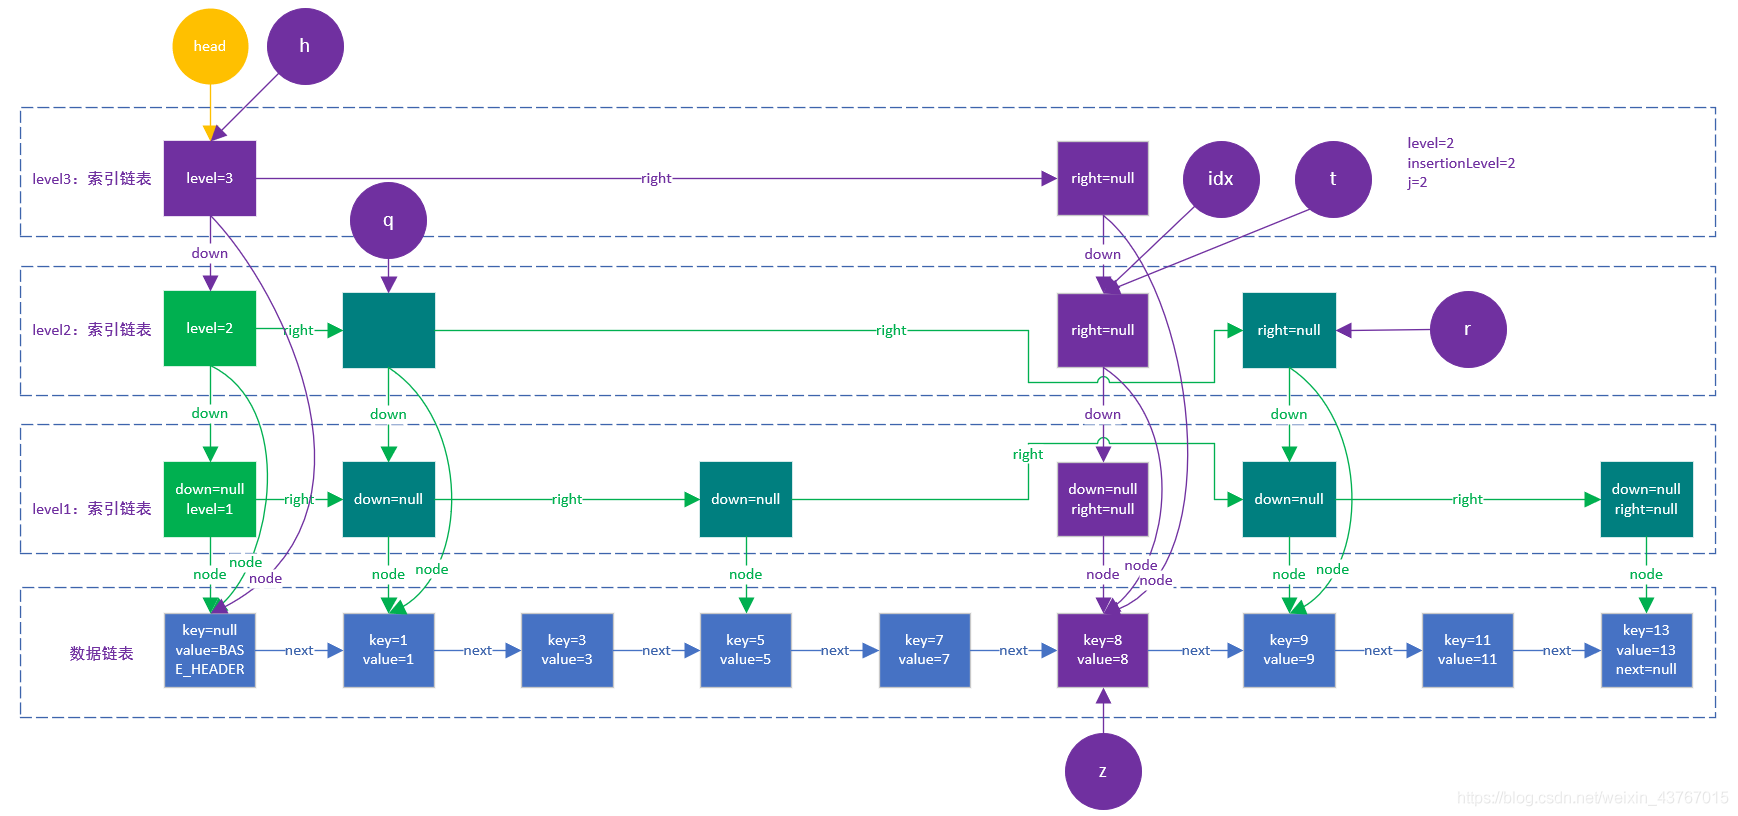 head
h
level=2
insertionLevel=2
j=2
level3：索引链表
level=3
right
right=null
idx
t
q
down
down
level2：索引链表
level=2
right
right
right=null
right=null
r
down
down
down
down
right
level1：索引链表
down=null
level=1
right
down=null
right
down=null
down=null
right=null
down=null
right
down=null
right=null
node
node
node
node
node
node
node
node
node
node
node
node
数据链表
key=null
value=BAS
E_HEADER
next
key=1
value=1
next
key=3
value=3
next
key=5
value=5
next
key=7
value=7
next
key=8
value=8
next
key=9
value=9
next
key=11
value=11
next
key=13
value=13
next=null
z
https://blog.csdn.net/weixin_43767015